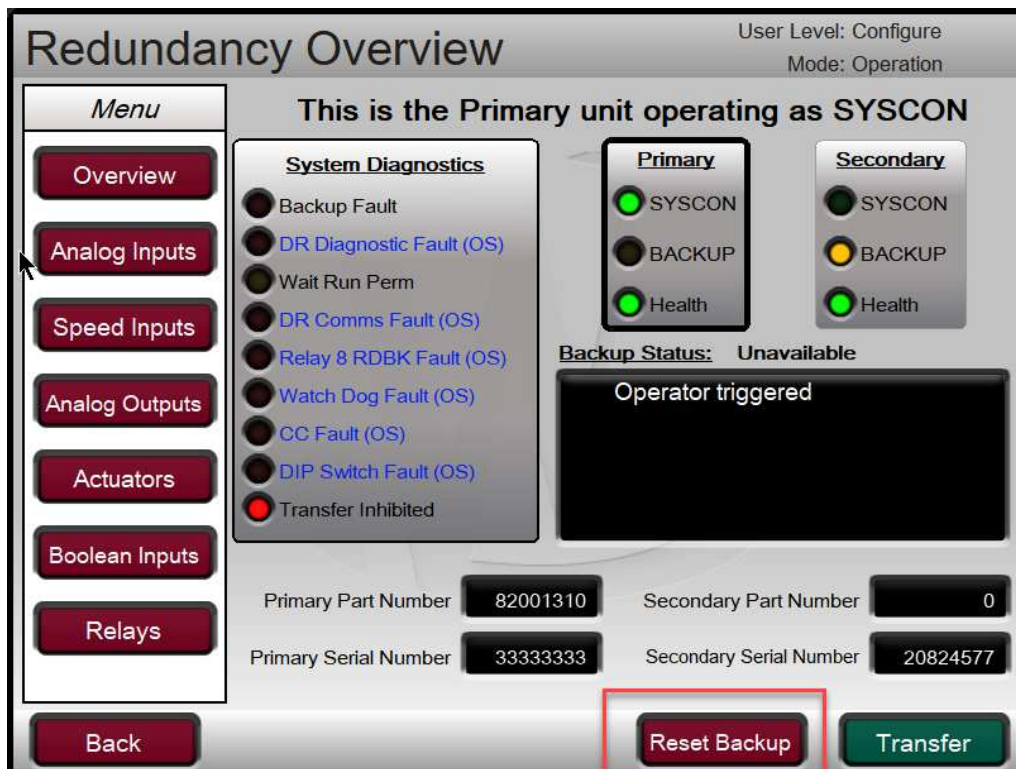 Redundancy Overview
User Level: Configure
Mode: Operation
Menu
Overview
Analog Inputs
Speed Inputs
Analog Outputs
Actuators
Boolean Inputs
Relays
This is the Primary unit operating as SYSCON
System Diagnostics
Backup Fault
DR Diagnostic Fault (OS)
Wait Run Perm
DR Comms Fault (OS)
Relay 8 RDBK Fault (OS)
Watch Dog Fault (OS)
CC Fault (OS)
DIP Switch Fault (OS)
Transfer Inhibited
Primary
SYSCON
BACKUP
Health
Secondary
SYSCON
BACKUP
Health
Backup Status: Unavailable
Operator triggered
Primary Part Number 82001310
Secondary Part Number 0
Primary Serial Number 33333333
Secondary Serial Number 20824577
Back
Reset Backup
Transfer